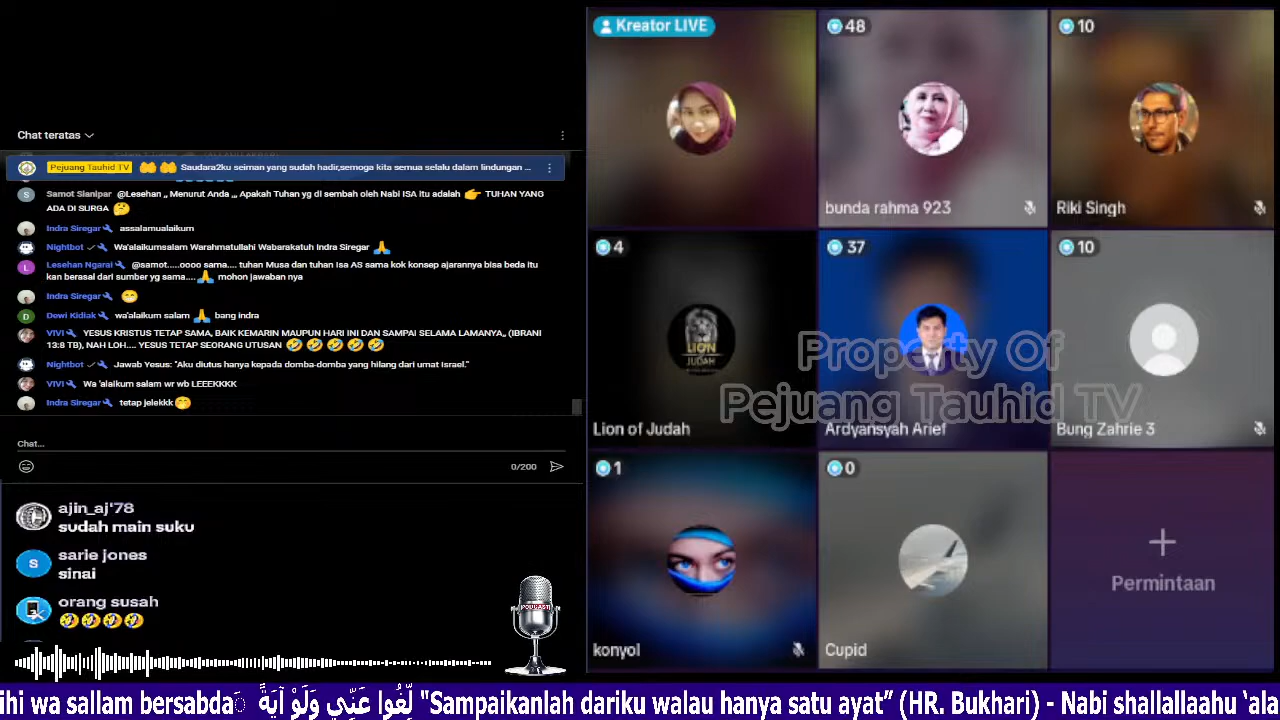 Chat teratas
Pejuang Tauhid TV 🤲 🤲 Saudara2ku seiman yang sudah hadir,semoga kita semua selalu dalam lindungan ...
Samot Sianipar @Lesehan ,, Menurut Anda ,,, Apakah Tuhan yg di sembah oleh Nabi ISA itu adalah 👉 TUHAN YANG
ADA DI SURGA 🤔
Indra Siregar assalamualaikum
Nightbot Wa'alaikumsalam Warahmatullahi Wabarakatuh Indra Siregar 🙏
Lesehan Ngarai @samot.....oooo sama.... tuhan Musa dan tuhan Isa AS sama kok konsep ajarannya bisa beda itu
kan berasal dari sumber yg sama.... 🙏 mohon jawaban nya
Indra Siregar 😁
Dewi Kidiak wa'alaikum salam 🙏 bang indra
VIVI YESUS KRISTUS TETAP SAMA, BAIK KEMARIN MAUPUN HARI INI DAN SAMPAI SELAMA LAMANYA,, (IBRANI
13:8 TB), NAH LOH.... YESUS TETAP SEORANG UTUSAN 🤣 🤣 🤣 🤣 🤣
Nightbot Jawab Yesus: "Aku diutus hanya kepada domba-domba yang hilang dari umat Israel."
VIVI Wa 'alaikum salam wr wb LEEEKKKK
Indra Siregar tetap jelekkk 🤭
Chat...
0/200
ajin_aj'78
sudah main suku
S
sarie jones
sinai
orang susah
🤣🤣🤣🤣
PODCAST
Kreator LIVE
48
bunda rahma 923
10
Riki Singh
4
LION
JUDAH
Lion of Judah
37
Ardyansyah Arief
10
Bung Zahrie 3
Property Of
Pejuang Tauhid TV
1
konyol
0
Cupid
+
Permintaan
ihi wa sallam bersabda لِّغُوا عَنِّي وَلَوْ آيَةً "Sampaikanlah dariku walau hanya satu ayat” (HR. Bukhari) - Nabi shallallaahu ‘ala